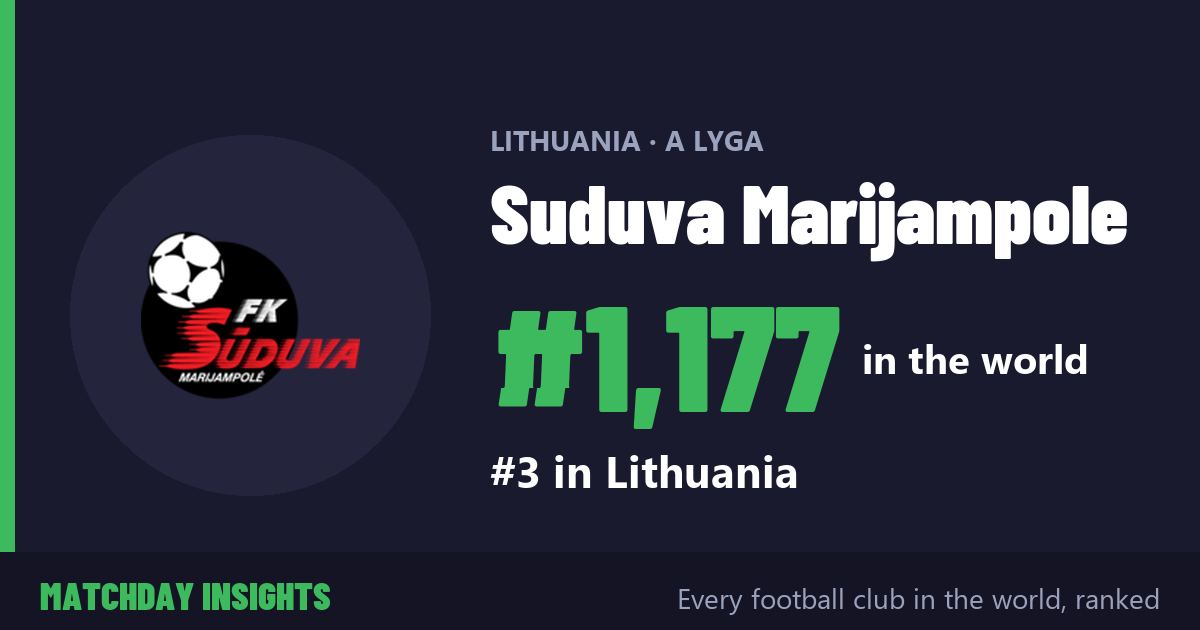 LITHUANIA · A LYGA
Suduva Marijampole
FK
SŪDUVA
MARIJAMPOLĖ
#1,177 in the world
#3 in Lithuania
MATCHDAY INSIGHTS
Every football club in the world, ranked